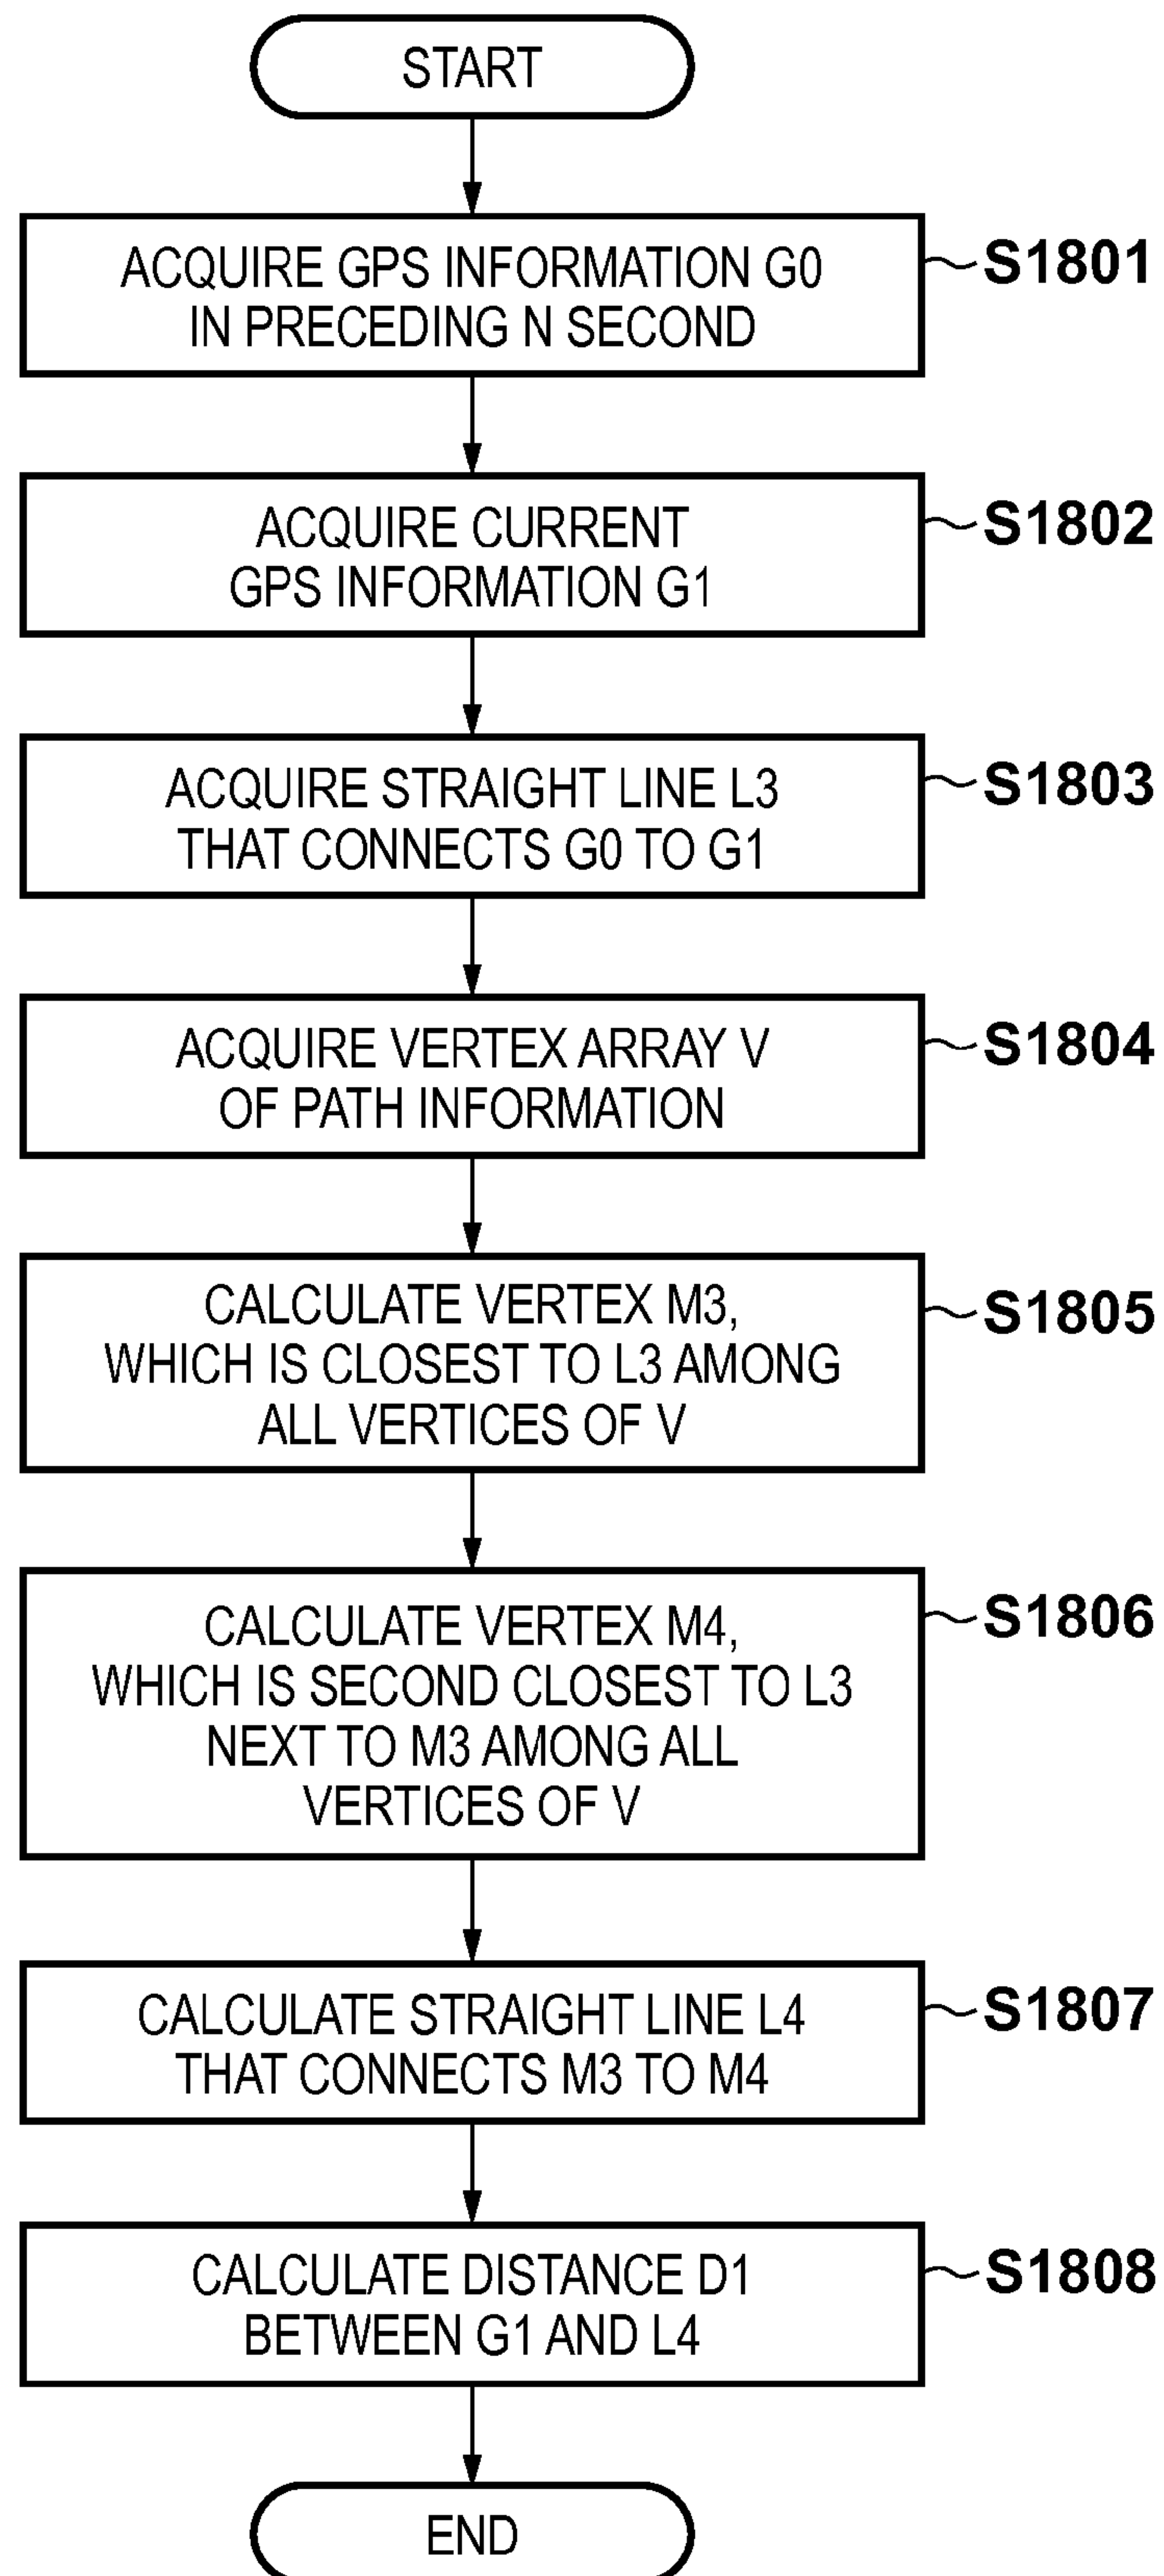 START
ACQUIRE GPS INFORMATION G0
IN PRECEDING N SECOND
S1801
ACQUIRE CURRENT
GPS INFORMATION G1
S1802
ACQUIRE STRAIGHT LINE L3
THAT CONNECTS G0 TO G1
S1803
ACQUIRE VERTEX ARRAY V
OF PATH INFORMATION
S1804
CALCULATE VERTEX M3,
WHICH IS CLOSEST TO L3 AMONG
ALL VERTICES OF V
S1805
CALCULATE VERTEX M4,
WHICH IS SECOND CLOSEST TO L3
NEXT TO M3 AMONG ALL
VERTICES OF V
S1806
CALCULATE STRAIGHT LINE L4
THAT CONNECTS M3 TO M4
S1807
CALCULATE DISTANCE D1
BETWEEN G1 AND L4
S1808
END